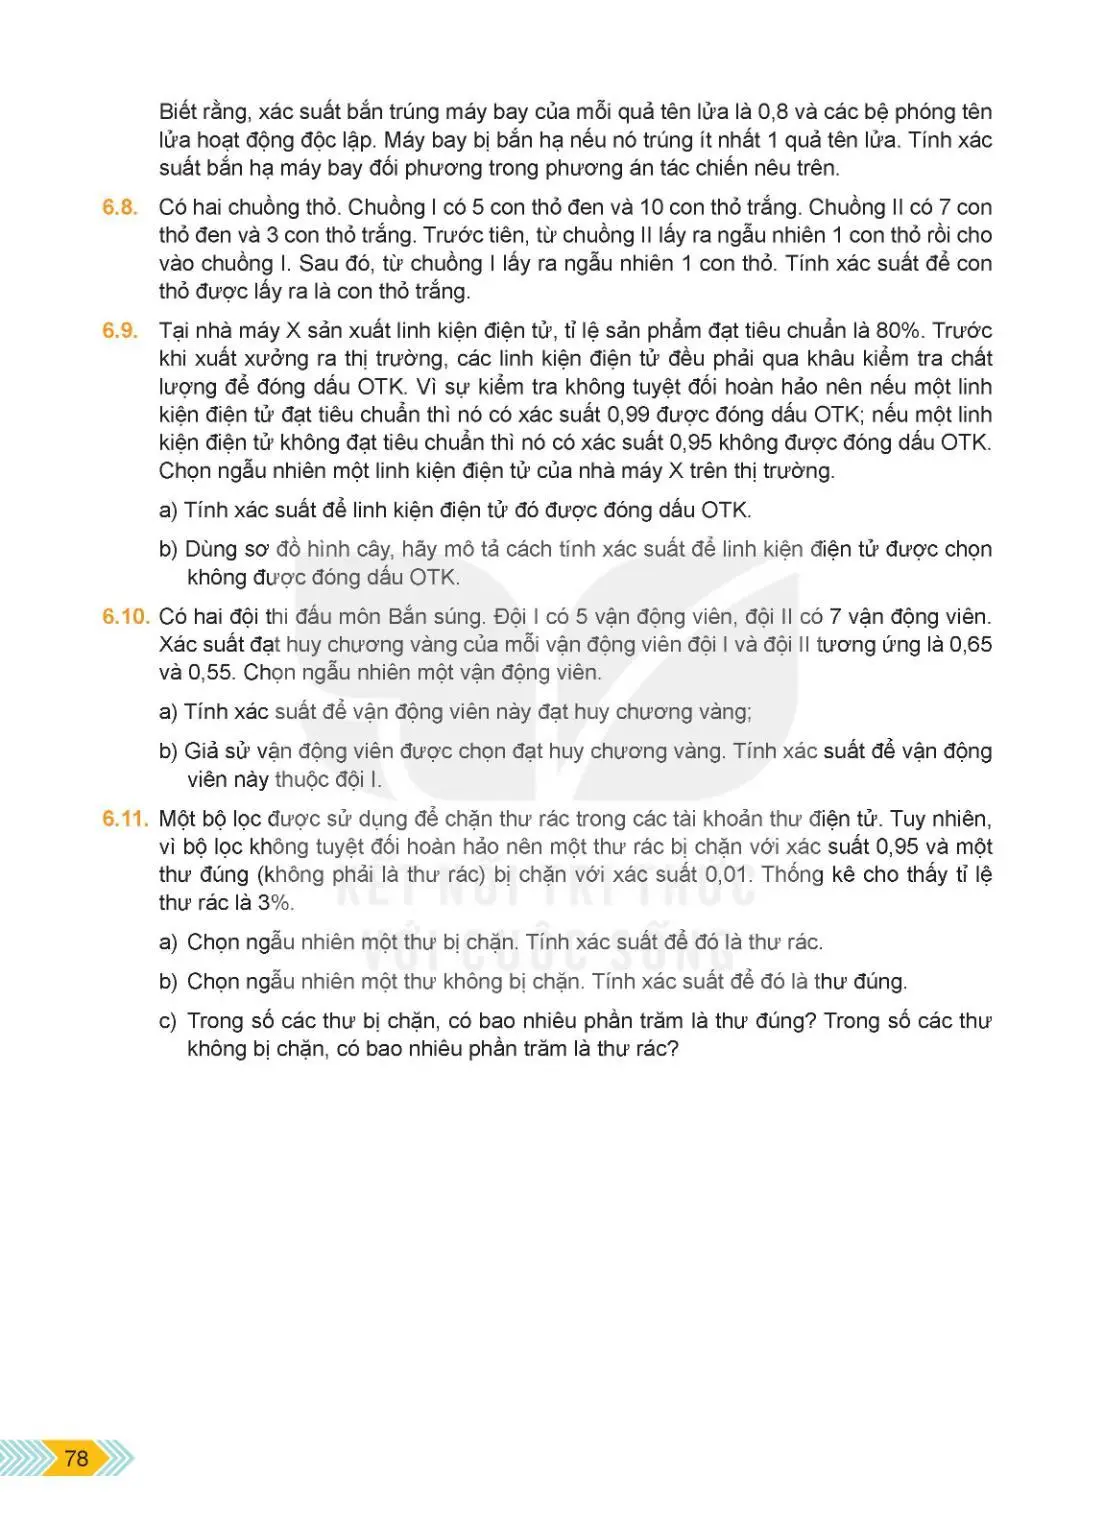 Biết rằng, xác suất bắn trúng máy bay của mỗi quả tên lửa là 0,8 và các bệ phóng tên
lửa hoạt động độc lập. Máy bay bị bắn hạ nếu nó trúng ít nhất 1 quả tên lửa. Tính xác
suất bắn hạ máy bay đối phương trong phương án tác chiến nêu trên.
6.8. Có hai chuồng thỏ. Chuồng I có 5 con thỏ đen và 10 con thỏ trắng. Chuồng II có 7 con
thỏ đen và 3 con thỏ trắng. Trước tiên, từ chuồng II lấy ra ngẫu nhiên 1 con thỏ rồi cho
vào chuồng I. Sau đó, từ chuồng I lấy ra ngẫu nhiên 1 con thỏ. Tính xác suất để con
thỏ được lấy ra là con thỏ trắng.
6.9. Tại nhà máy X sản xuất linh kiện điện tử, tỉ lệ sản phẩm đạt tiêu chuẩn là 80%. Trước
khi xuất xưởng ra thị trường, các linh kiện điện tử đều phải qua khâu kiểm tra chất
lượng để đóng dấu OTK. Vì sự kiểm tra không tuyệt đối hoàn hảo nên nếu một linh
kiện điện tử đạt tiêu chuẩn thì nó có xác suất 0,99 được đóng dấu OTK; nếu một linh
kiện điện tử không đạt tiêu chuẩn thì nó có xác suất 0,95 không được đóng dấu OTK.
Chọn ngẫu nhiên một linh kiện điện tử của nhà máy X trên thị trường.
a) Tính xác suất để linh kiện điện tử đó được đóng dấu OTK.
b) Dùng sơ đồ hình cây, hãy mô tả cách tính xác suất để linh kiện điện tử được chọn
không được đóng dấu OTK.
6.10. Có hai đội thi đấu môn Bắn súng. Đội I có 5 vận động viên, đội II có 7 vận động viên.
Xác suất đạt huy chương vàng của mỗi vận động viên đội I và đội II tương ứng là 0,65
và 0,55. Chọn ngẫu nhiên một vận động viên.
a) Tính xác suất để vận động viên này đạt huy chương vàng;
b) Giả sử vận động viên được chọn đạt huy chương vàng. Tính xác suất để vận động
viên này thuộc đội I.
6.11. Một bộ lọc được sử dụng để chặn thư rác trong các tài khoản thư điện tử. Tuy nhiên,
vì bộ lọc không tuyệt đối hoàn hảo nên một thư rác bị chặn với xác suất 0,95 và một
thư đúng (không phải là thư rác) bị chặn với xác suất 0,01. Thống kê cho thấy tỉ lệ
thư rác là 3%.
KẾT NỐI TRI THỨC
VỚI CUỘC SỐNG
a) Chọn ngẫu nhiên một thư bị chặn. Tính xác suất để đó là thư rác.
b) Chọn ngẫu nhiên một thư không bị chặn. Tính xác suất để đó là thư đúng.
c) Trong số các thư bị chặn, có bao nhiêu phần trăm là thư đúng? Trong số các thư
không bị chặn, có bao nhiêu phần trăm là thư rác?
78